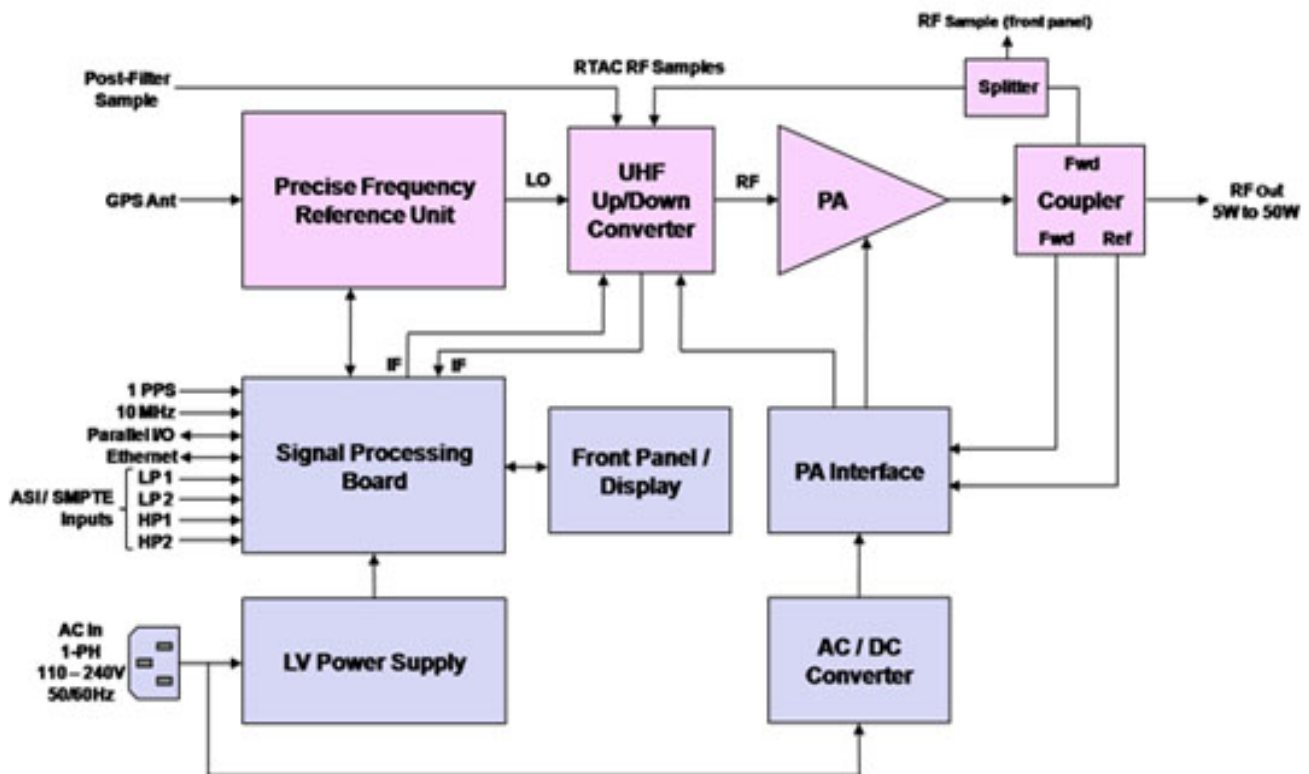 RF Sample (front panel)
Post-Filter
Sample
RTAC RF Samples
Splitter
GPS Ant
Precise Frequency
Reference Unit
LO
UHF
Up/Down
Converter
RF
PA
Fwd
Coupler
Fwd Ref
RF Out
5W to 50W
IF
IF
1 PPS
10 MHz
Parallel I/O
Ethernet
ASI / SMPTE
Inputs
LP 1
LP 2
HP1
HP2
Signal Processing
Board
Front Panel /
Display
PA Interface
AC In
1-PH
110 – 240V
50/60Hz
LV Power Supply
AC / DC
Converter